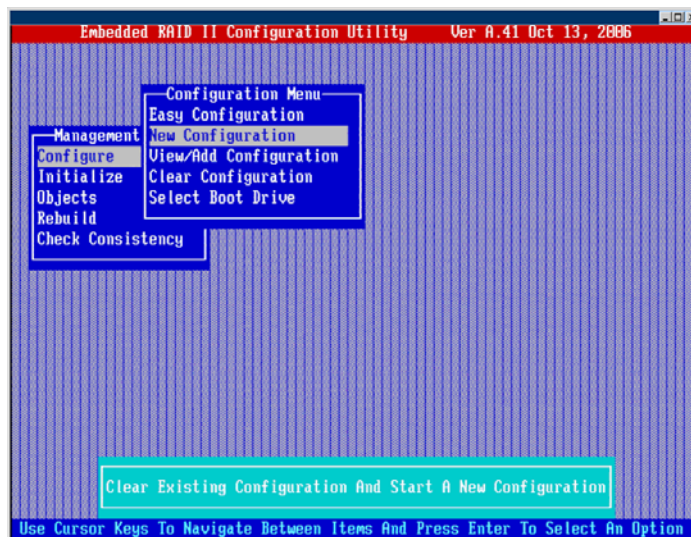 Embedded RAID II Configuration Utility Ver A.41 Oct 13, 2006
Configuration Menu
Easy Configuration
New Configuration
View/Add Configuration
Clear Configuration
Select Boot Drive
Management
Configure
Initialize
Objects
Rebuild
Check Consistency
Clear Existing Configuration And Start A New Configuration
Use Cursor Keys To Navigate Between Items And Press Enter To Select An Option